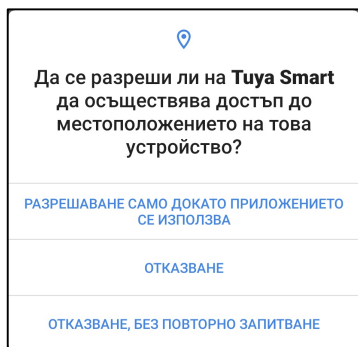 Да се разреши ли на Tuya Smart
да осъществява достъп до
местоположението на това
устройство?
РАЗРЕШАВАНЕ САМО ДОКАТО ПРИЛОЖЕНИЕТО
СЕ ИЗПОЛЗВА
ОТКАЗВАНЕ
ОТКАЗВАНЕ, БЕЗ ПОВТОРНО ЗАПИТВАНЕ